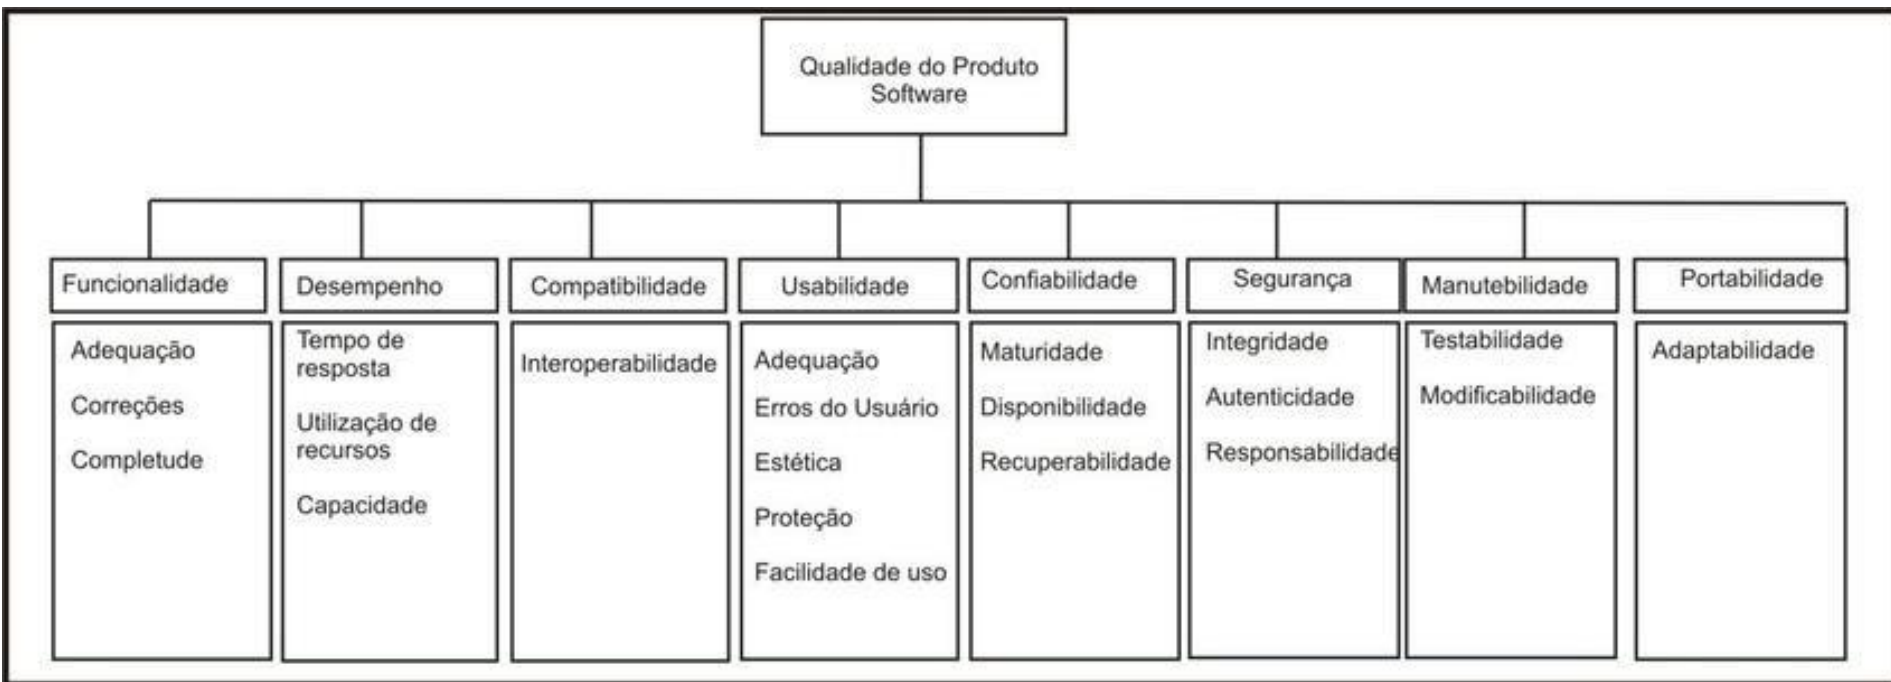 Qualidade do Produto
Software
Funcionalidade
Desempenho
Compatibilidade
Usabilidade
Confiabilidade
Segurança
Manutebilidade
Portabilidade
Adequação
Correções
Completude
Tempo de
resposta
Utilização de
recursos
Capacidade
Interoperabilidade
Adequação
Erros do Usuário
Estética
Proteção
Facilidade de uso
Maturidade
Disponibilidade
Recuperabilidade
Integridade
Autenticidade
Responsabilidade
Testabilidade
Modificabilidade
Adaptabilidade